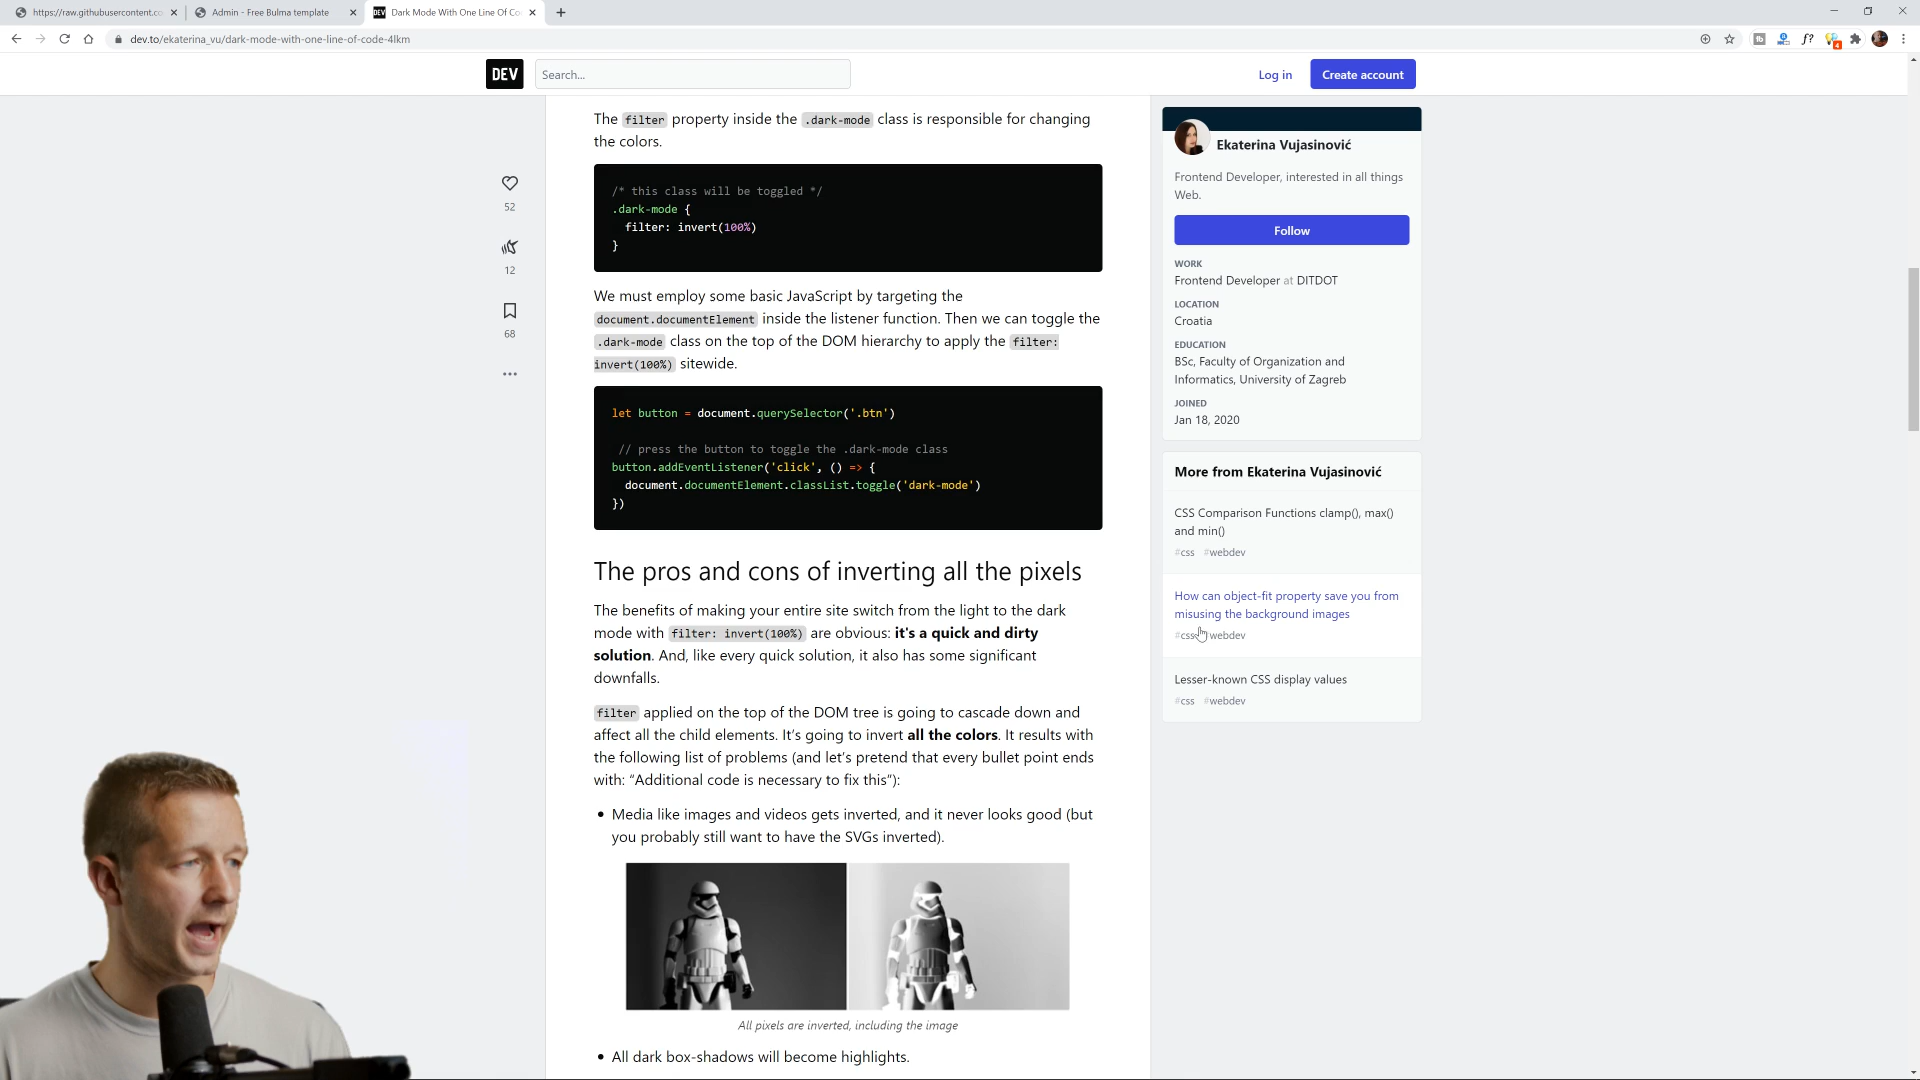 https://raw.githubusercontent.co
Admin - Free Bulma template
DEV Dark Mode With One Line Of Co
dev.to/ekaterina_vu/dark-mode-with-one-line-of-code-4lkm
f?
4
DEV
Search...
Log in
Create account
The filter property inside the .dark-mode class is responsible for changing
the colors.
/* this class will be toggled */
.dark-mode {
filter: invert(100%)
}
We must employ some basic JavaScript by targeting the
document.documentElement inside the listener function. Then we can toggle the
.dark-mode class on the top of the DOM hierarchy to apply the filter:
invert(100%) sitewide.
let button = document.querySelector('.btn')
// press the button to toggle the .dark-mode class
button.addEventListener('click', () => {
document.documentElement.classList.toggle('dark-mode')
})
The pros and cons of inverting all the pixels
The benefits of making your entire site switch from the light to the dark
mode with filter: invert(100%) are obvious: it's a quick and dirty
solution. And, like every quick solution, it also has some significant
downfalls.
filter applied on the top of the DOM tree is going to cascade down and
affect all the child elements. It's going to invert all the colors. It results with
the following list of problems (and let's pretend that every bullet point ends
with: “Additional code is necessary to fix this”):
• Media like images and videos gets inverted, and it never looks good (but
you probably still want to have the SVGs inverted).
All pixels are inverted, including the image
• All dark box-shadows will become highlights.
52
12
68
Ekaterina Vujasinović
Frontend Developer, interested in all things
Web.
Follow
WORK
Frontend Developer at DITDOT
LOCATION
Croatia
EDUCATION
BSc, Faculty of Organization and
Informatics, University of Zagreb
JOINED
Jan 18, 2020
More from Ekaterina Vujasinović
CSS Comparison Functions clamp(), max()
and min()
#css #webdev
How can object-fit property save you from
misusing the background images
#css #webdev
Lesser-known CSS display values
#css #webdev